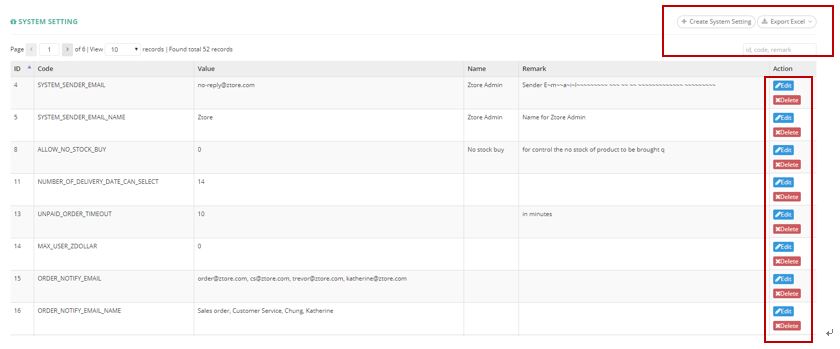 SYSTEM SETTING
+ Create System Setting
Export Excel
Page < 1 > of 6 | View 10 records | Found total 52 records
id, code, remark
ID Code Value Name Remark Action
4 SYSTEM_SENDER_EMAIL no-reply@ztore.com Ztore Admin Sender E~m~~a~i~l~~~~~~~~~ ~~~ ~~ ~~ ~~~~~~~~~~~~~ ~~~~~~~~~ Edit
Delete
5 SYSTEM_SENDER_EMAIL_NAME Ztore Ztore Admin Name for Ztore Admin Edit
Delete
8 ALLOW_NO_STOCK_BUY 0 No stock buy for control the no stock of product to be brought q Edit
Delete
11 NUMBER_OF_DELIVERY_DATE_CAN_SELECT 14 Edit
Delete
13 UNPAID_ORDER_TIMEOUT 10 in minutes Edit
Delete
14 MAX_USER_ZDOLLAR 0 Edit
Delete
15 ORDER_NOTIFY_EMAIL order@ztore.com, cs@ztore.com, trevor@ztore.com, katherine@ztore.com Edit
Delete
16 ORDER_NOTIFY_EMAIL_NAME Sales order, Customer Service, Chung, Katherine Edit
Delete